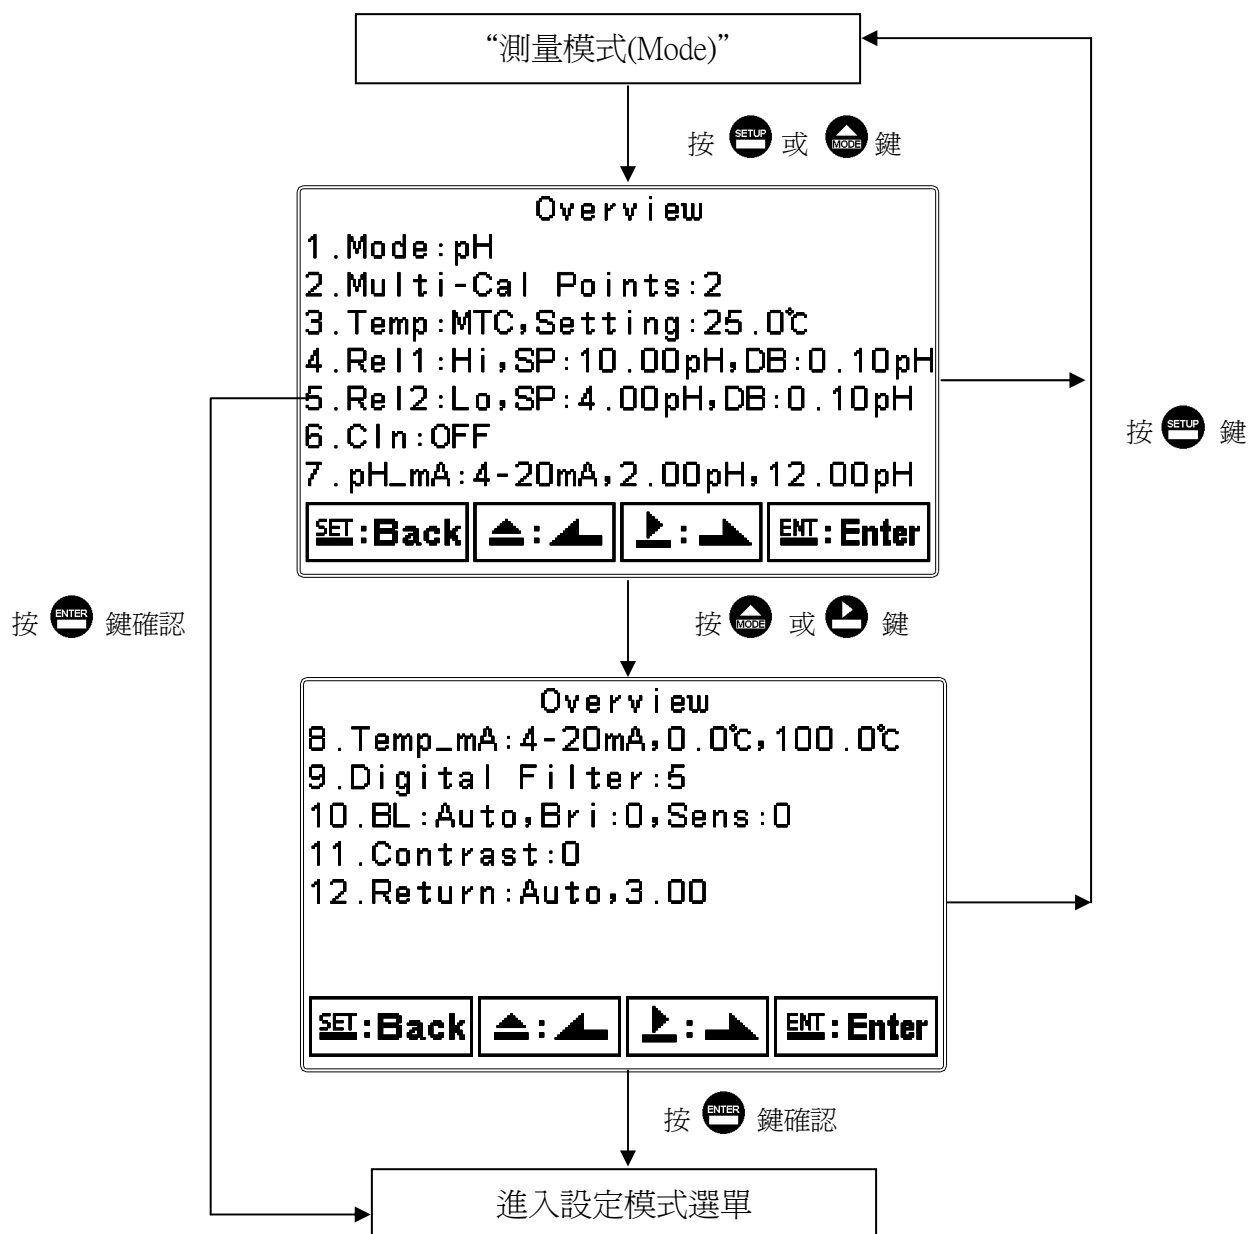 “測量模式(Mode)”
按 SETUP 或 MODE 鍵
Overview
1.Mode:pH
2.Multi-Cal Points:2
3.Temp:MTC,Setting:25.0℃
4.Rel1:Hi,SP:10.00pH,DB:0.10pH
5.Rel2:Lo,SP:4.00pH,DB:0.10pH
6.Cln:OFF
7.pH_mA:4-20mA,2.00pH,12.00pH
SET:Back : : ENT:Enter
按 SETUP 鍵
按 ENTER 鍵確認
按 MODE 或 鍵
Overview
8.Temp_mA:4-20mA,0.0℃,100.0℃
9.Digital Filter:5
10.BL:Auto,Bri:0,Sens:0
11.Contrast:0
12.Return:Auto,3.00
SET:Back : : ENT:Enter
按 ENTER 鍵確認
進入設定模式選單